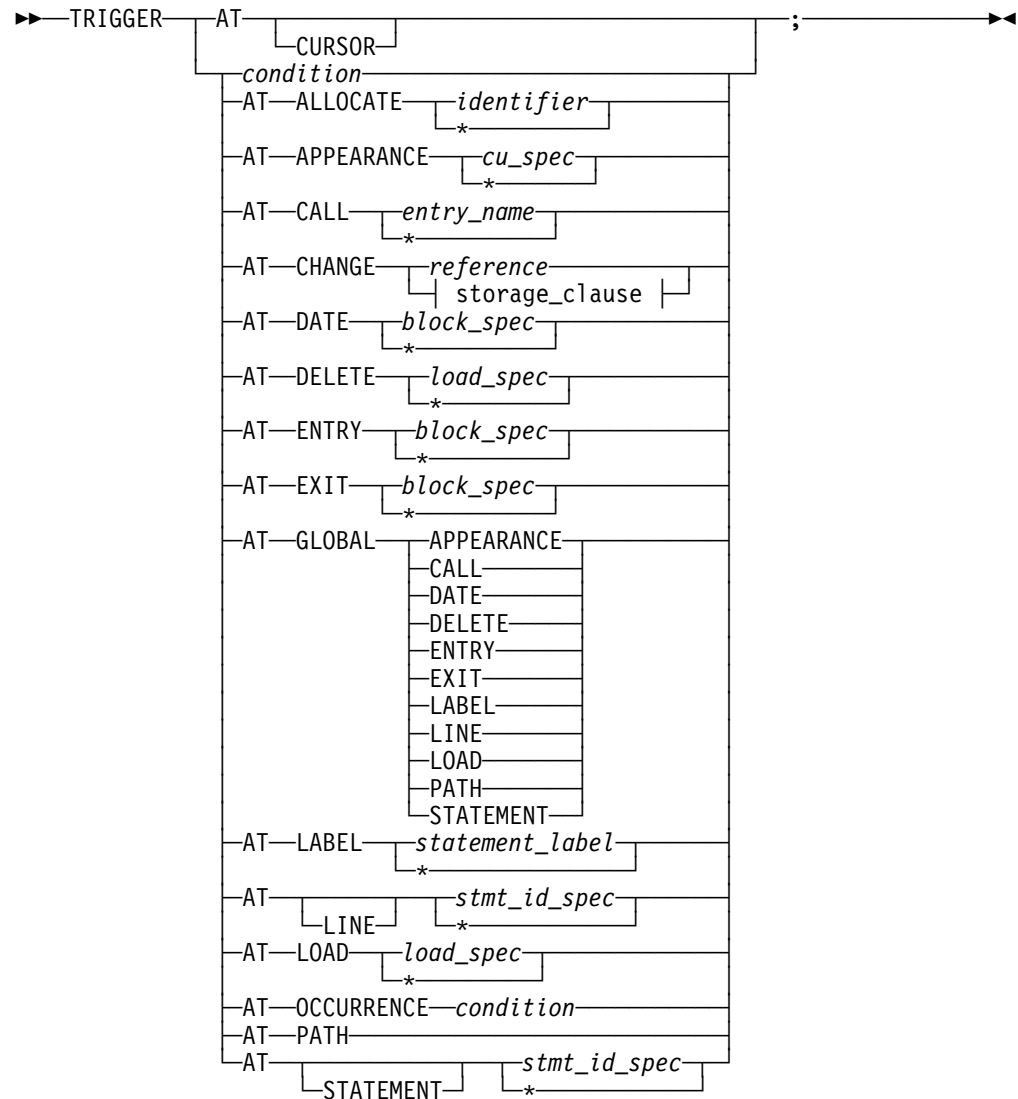 TRIGGER AT ;
CURSOR
condition
AT ALLOCATE identifier
*
AT APPEARANCE cu_spec
*
AT CALL entry_name
*
AT CHANGE reference
storage_clause
AT DATE block_spec
*
AT DELETE load_spec
*
AT ENTRY block_spec
*
AT EXIT block_spec
*
AT GLOBAL APPEARANCE
CALL
DATE
DELETE
ENTRY
EXIT
LABEL
LINE
LOAD
PATH
STATEMENT
AT LABEL statement_label
*
AT stmt_id_spec
LINE *
AT LOAD load_spec
*
AT OCCURRENCE condition
AT PATH
AT stmt_id_spec
STATEMENT *